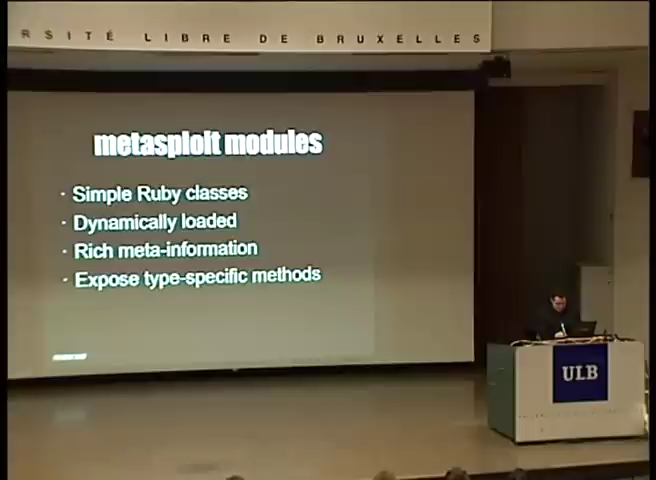 RSITÉ LIBRE DE BRUXELLES
metasploit modules
· Simple Ruby classes
· Dynamically loaded
· Rich meta-information
· Expose type-specific methods
ULB